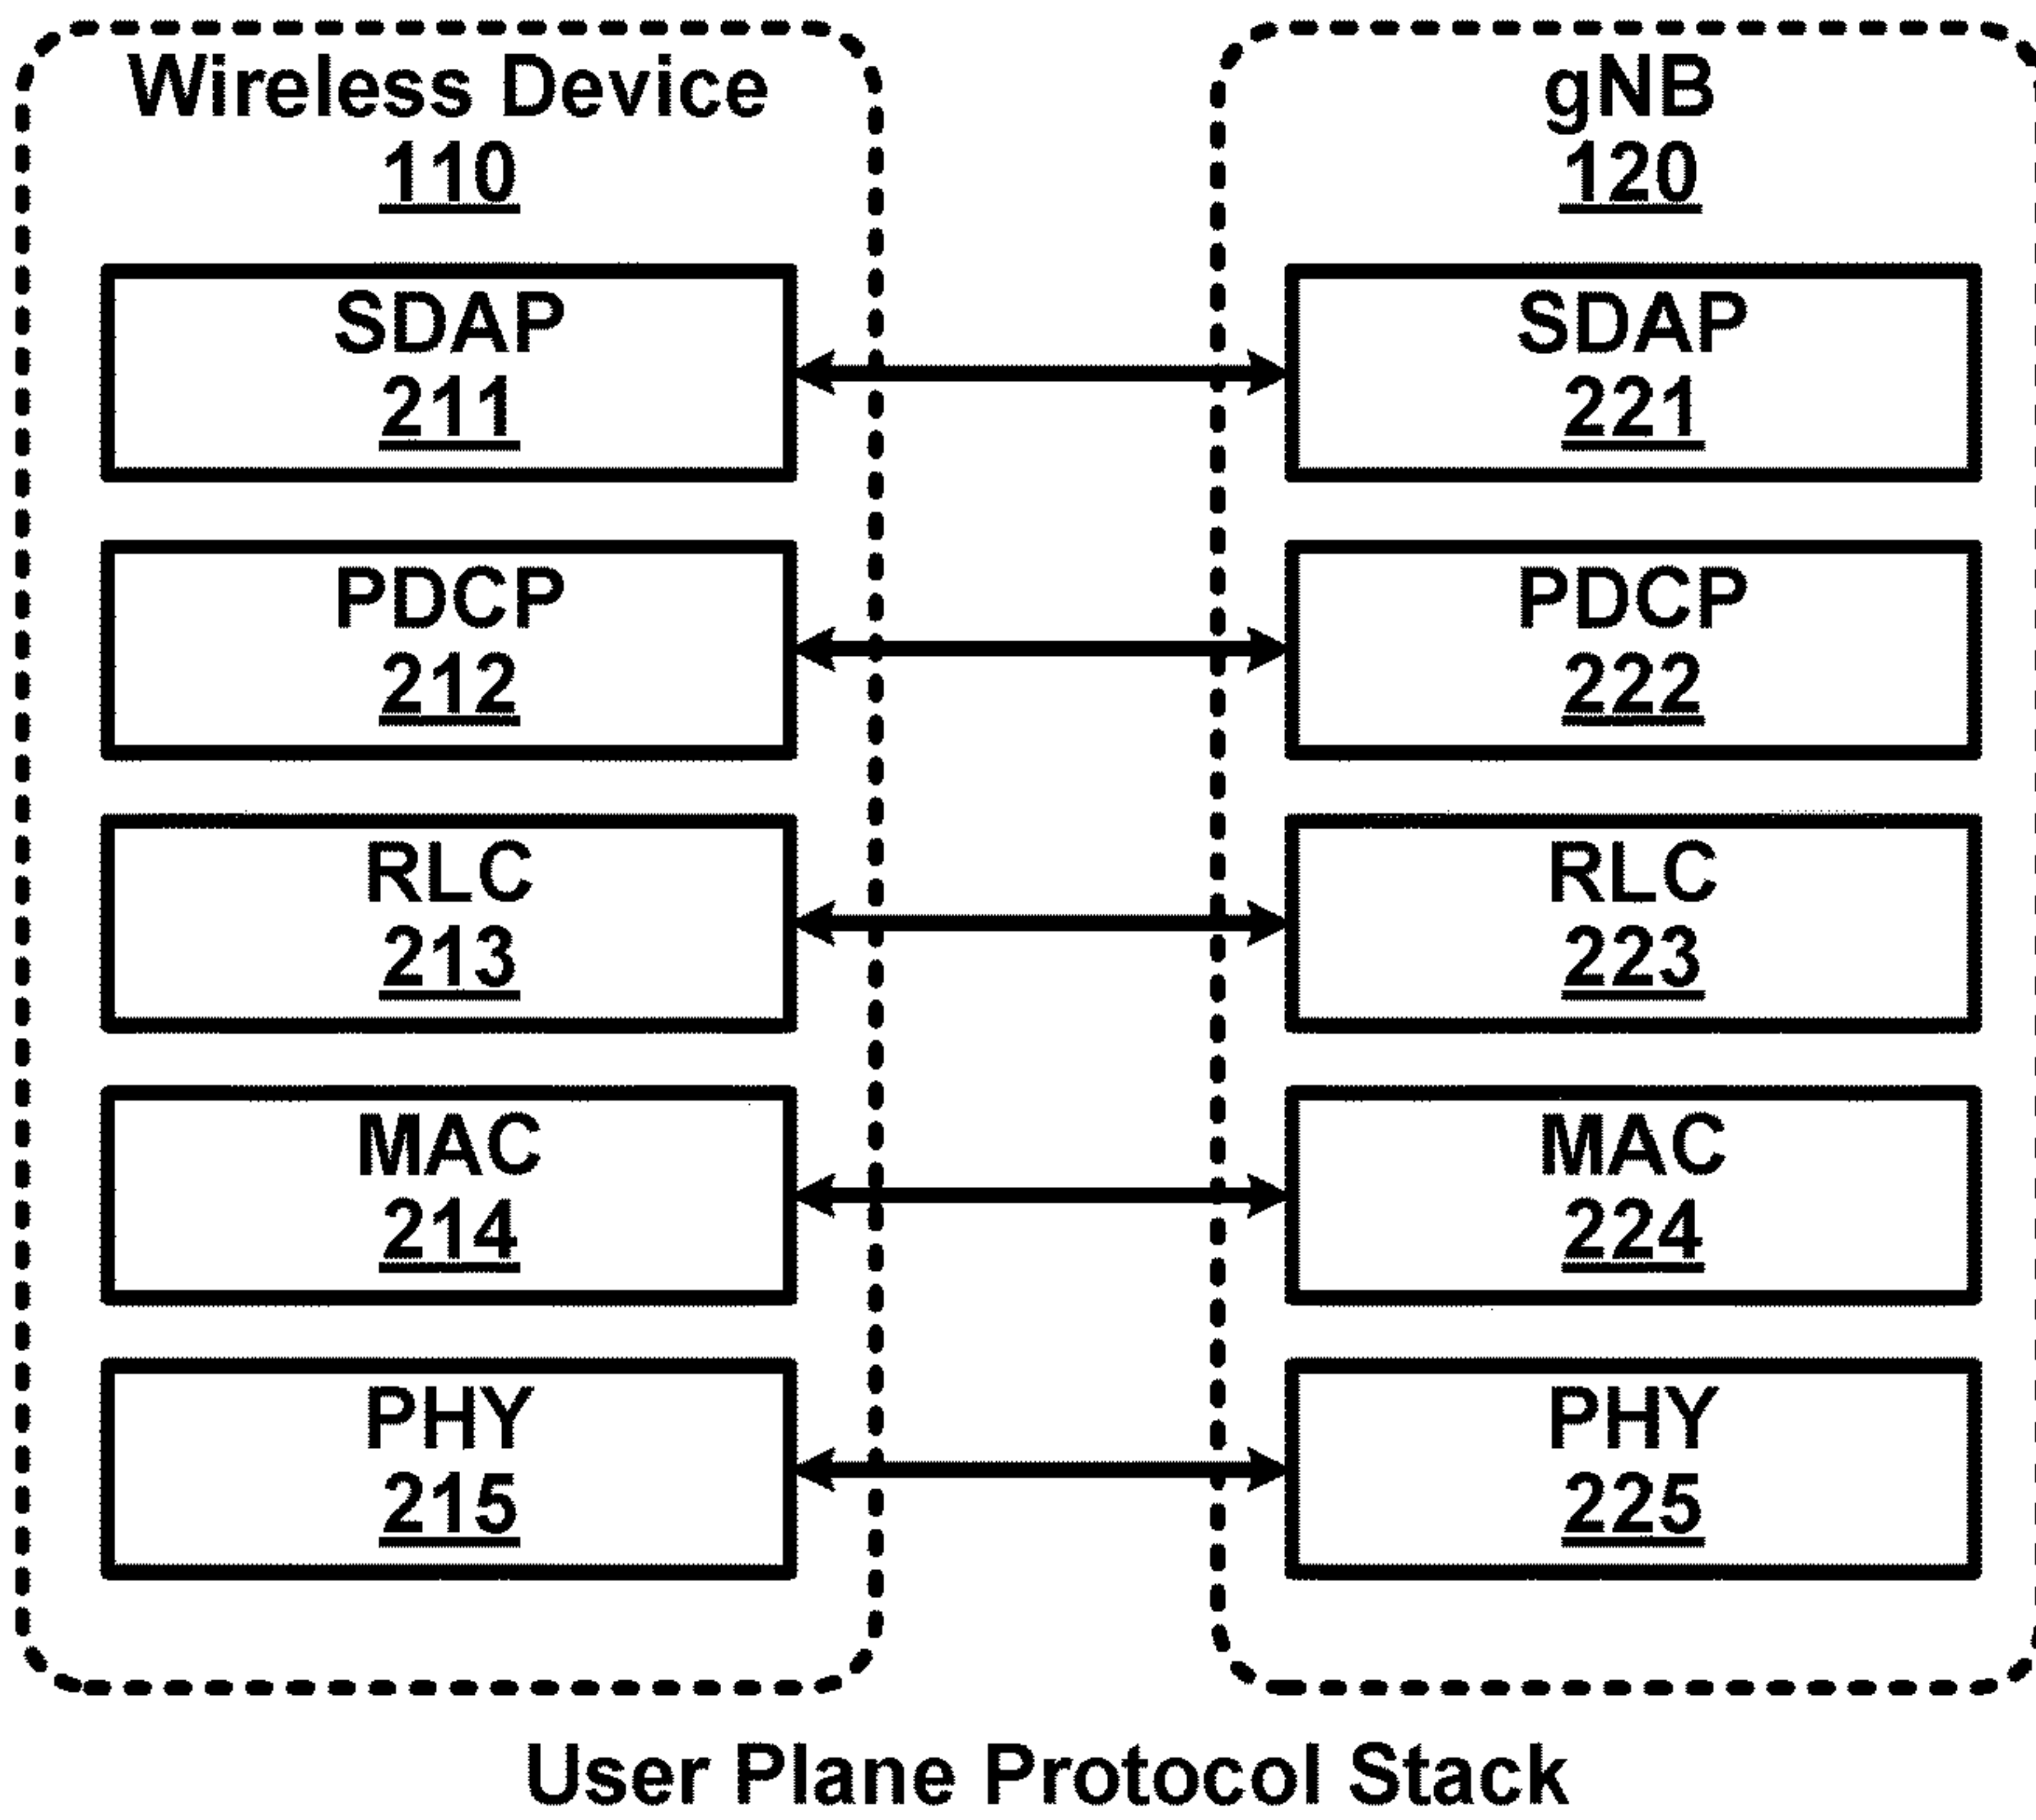 Wireless Device
110
SDAP
211
PDCP
212
RLC
213
MAC
214
PHY
215
gNB
120
SDAP
221
PDCP
222
RLC
223
MAC
224
PHY
225
User Plane Protocol Stack